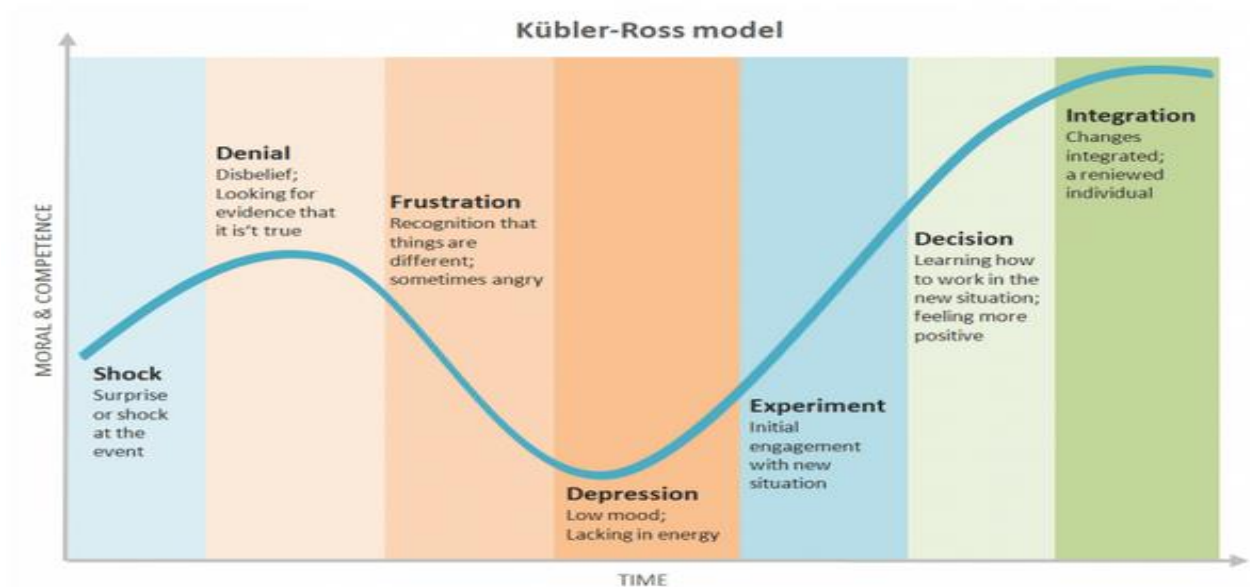 Kübler-Ross model
MORAL & COMPETENCE
Shock
Surprise
or shock
at the
event
Denial
Disbelief;
Looking for
evidence that
it is't true
Frustration
Recognition that
things are
different;
sometimes angry
Depression
Low mood;
Lacking in energy
Experiment
Initial
engagement
with new
situation
Decision
Learning how
to work in the
new situation;
feeling more
positive
Integration
Changes
integrated;
a reniewed
individual
TIME